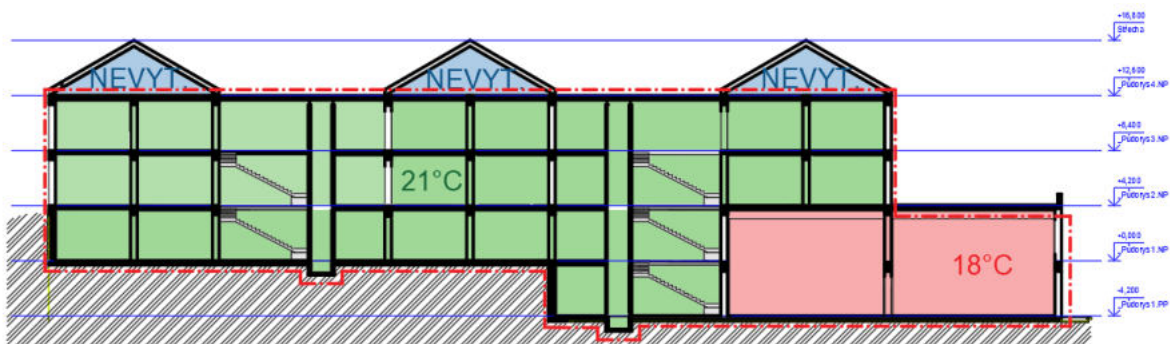 +16,800
Střecha
NEVYT.
NEVYT.
NEVYT.
+12,600
Půdorys 4.NP
+6,400
Půdorys 3.NP
21°C
+4,200
Půdorys 2.NP
+0,000
Půdorys 1.NP
18°C
-4,200
Půdorys 1.PP